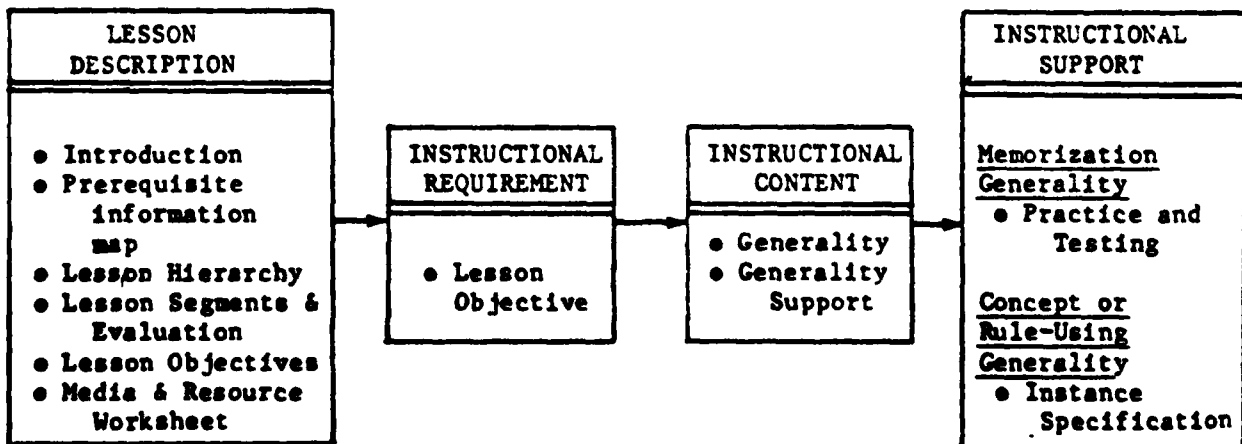 LESSON
DESCRIPTION
● Introduction
● Prerequisite
information
map
● Lesson Hierarchy
● Lesson Segments &
Evaluation
● Lesson Objectives
● Media & Resource
Worksheet
INSTRUCTIONAL
REQUIREMENT
● Lesson
Objective
INSTRUCTIONAL
CONTENT
● Generality
● Generality
Support
INSTRUCTIONAL
SUPPORT
Memorization
Generality
● Practice and
Testing
Concept or
Rule-Using
Generality
● Instance
Specification